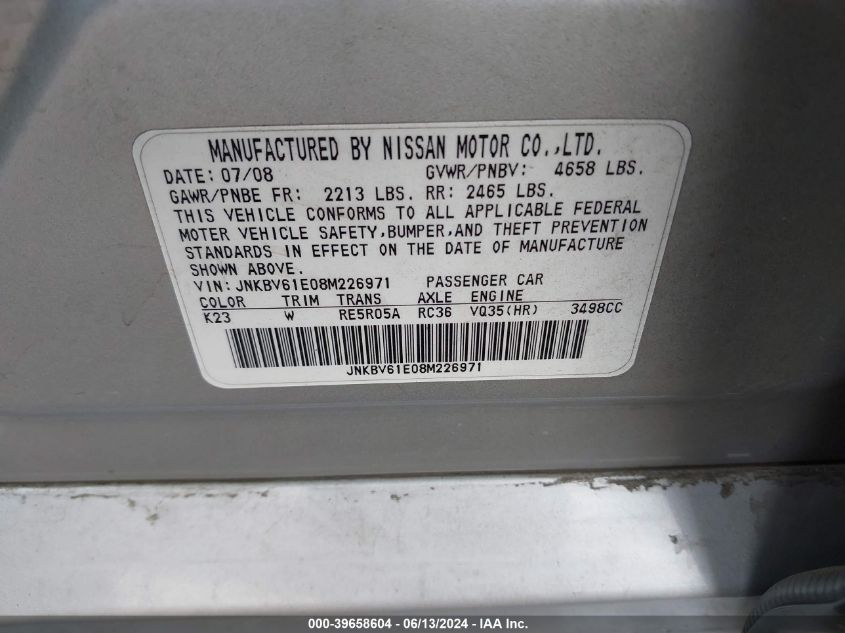 MANUFACTURED BY NISSAN MOTOR CO.,LTD.
DATE: 07/08 GVWR/PNBV: 4658 LBS.
GAWR/PNBE FR: 2213 LBS. RR: 2465 LBS.
THIS VEHICLE CONFORMS TO ALL APPLICABLE FEDERAL
MOTER VEHICLE SAFETY,BUMPER,AND THEFT PREVENTION
STANDARDS IN EFFECT ON THE DATE OF MANUFACTURE
SHOWN ABOVE.
VIN: JNKBV61E08M226971 PASSENGER CAR
COLOR TRIM TRANS AXLE ENGINE
K23 W RE5R05A RC36 VQ35(HR) 3498CC
JNKBV61E08M226971
000-39658604 - 06/13/2024 - IAA Inc.